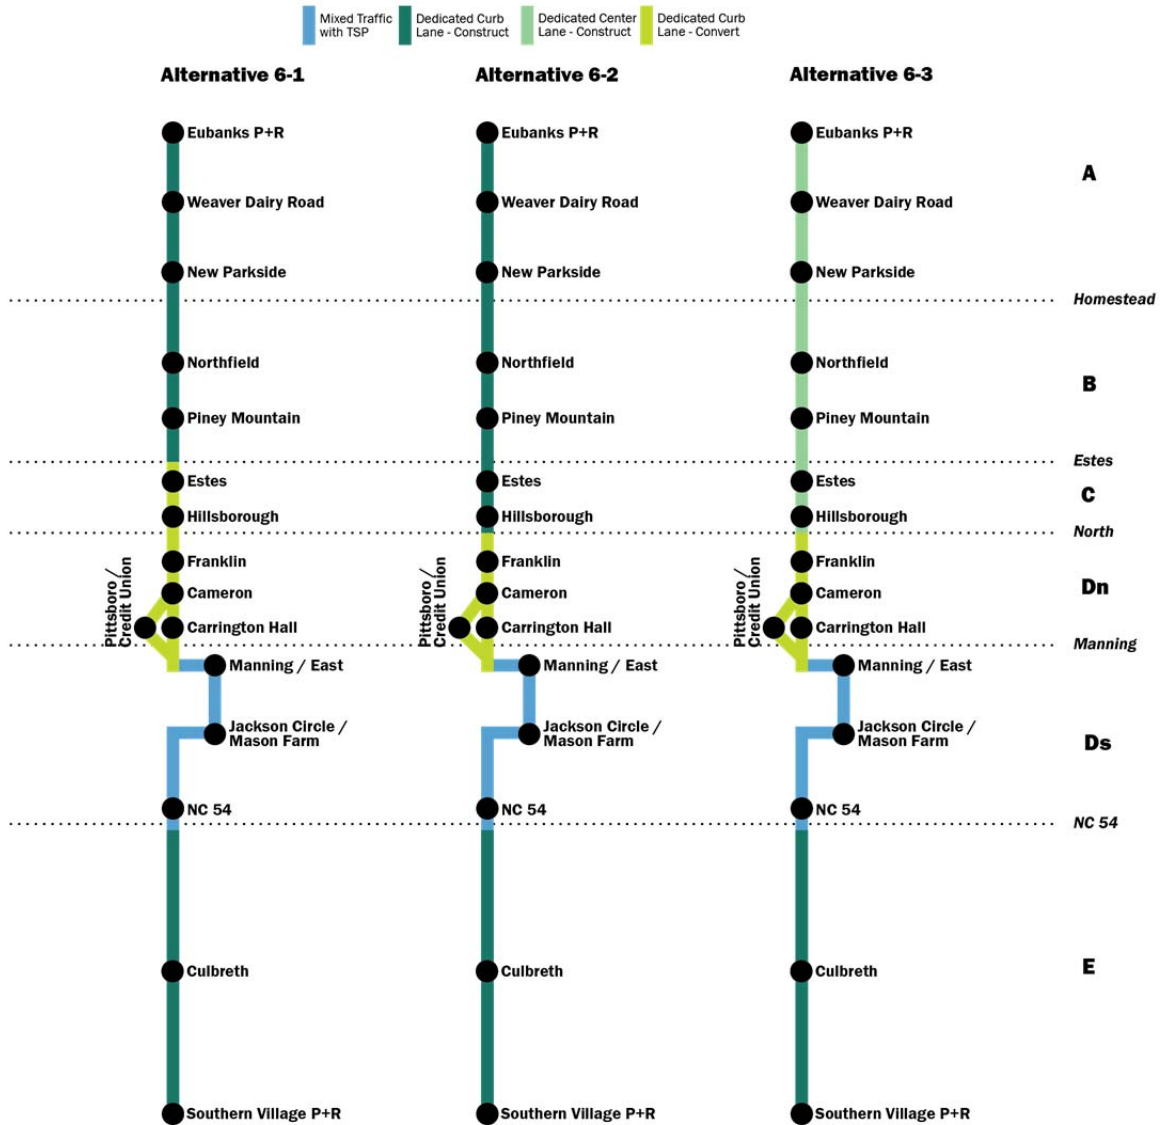 Mixed Traffic
with TSP
Dedicated Curb
Lane - Construct
Dedicated Center
Lane - Construct
Dedicated Curb
Lane - Convert
Alternative 6-1
Eubanks P+R
Weaver Dairy Road
New Parkside
Northfield
Piney Mountain
Estes
Hillsborough
Franklin
Cameron
Pittsboro /
Credit Union
Carrington Hall
Manning / East
Jackson Circle /
Mason Farm
NC 54
Culbreth
Southern Village P+R
Alternative 6-2
Eubanks P+R
Weaver Dairy Road
New Parkside
Northfield
Piney Mountain
Estes
Hillsborough
Franklin
Cameron
Pittsboro /
Credit Union
Carrington Hall
Manning / East
Jackson Circle /
Mason Farm
NC 54
Culbreth
Southern Village P+R
Alternative 6-3
Eubanks P+R
Weaver Dairy Road
New Parkside
Northfield
Piney Mountain
Estes
Hillsborough
Franklin
Cameron
Pittsboro /
Credit Union
Carrington Hall
Manning / East
Jackson Circle /
Mason Farm
NC 54
Culbreth
Southern Village P+R
A
Homestead
B
Estes
C
North
Dn
Manning
Ds
NC 54
E